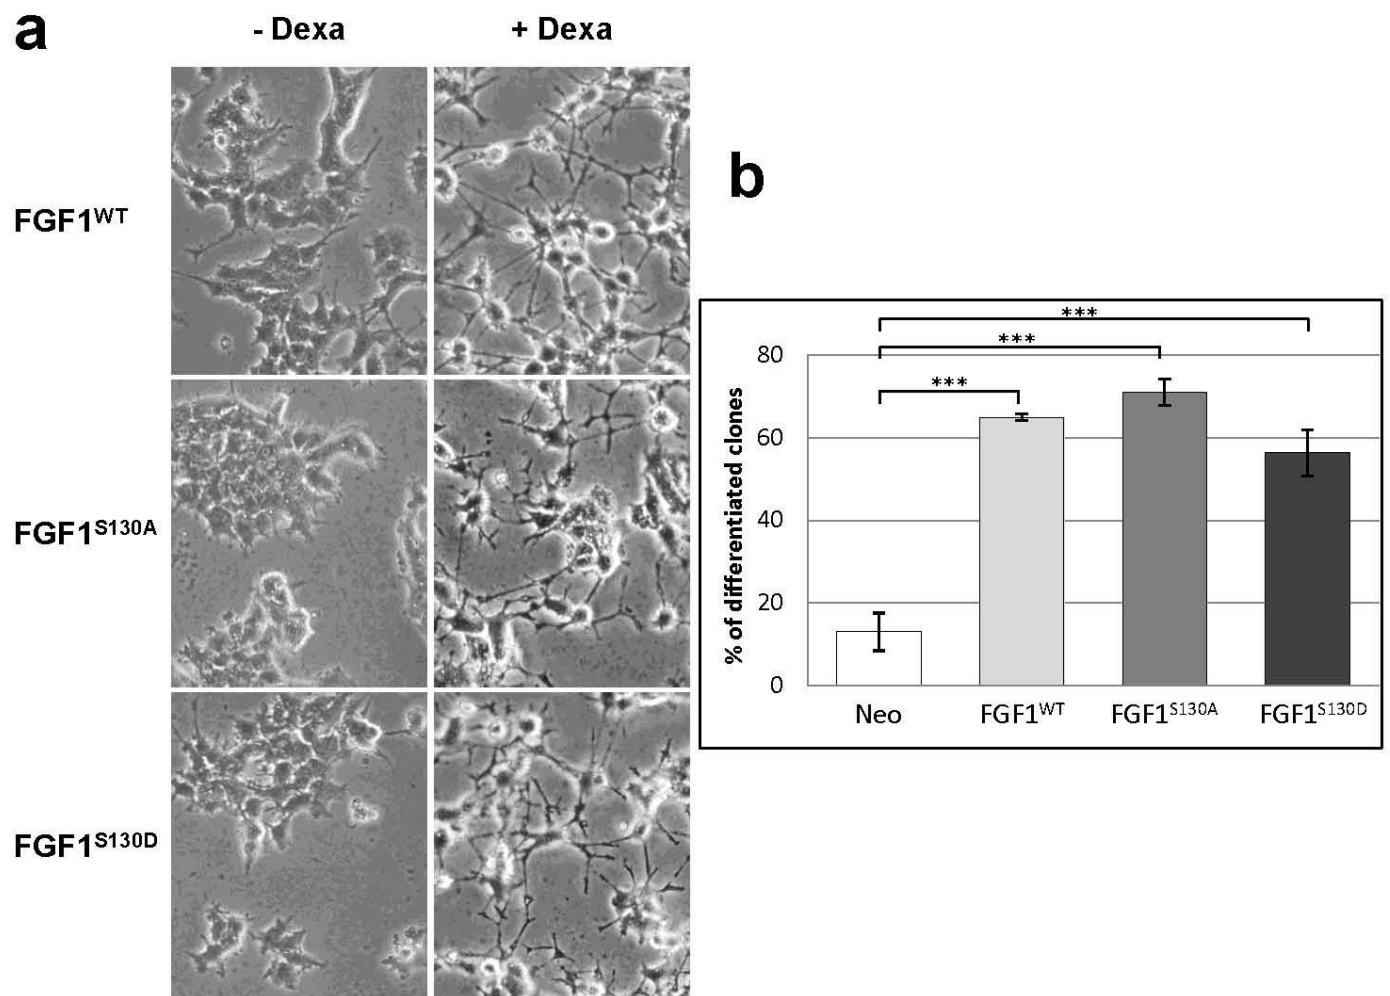 a
- Dexa
+ Dexa
FGF1WT
FGF1S130A
FGF1S130D
b
***
***
***
% of differentiated clones
80
60
40
20
0
Neo
FGF1WT
FGF1S130A
FGF1S130D